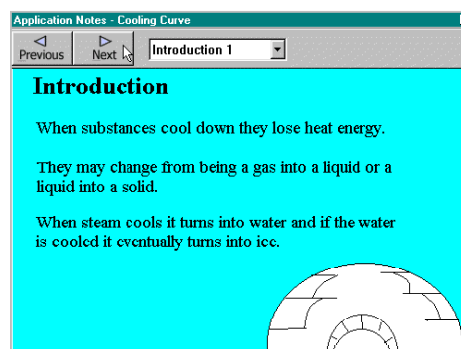 Application Notes - Cooling Curve
Previous Next Introduction 1
Introduction
When substances cool down they lose heat energy.
They may change from being a gas into a liquid or a
liquid into a solid.
When steam cools it turns into water and if the water
is cooled it eventually turns into ice.